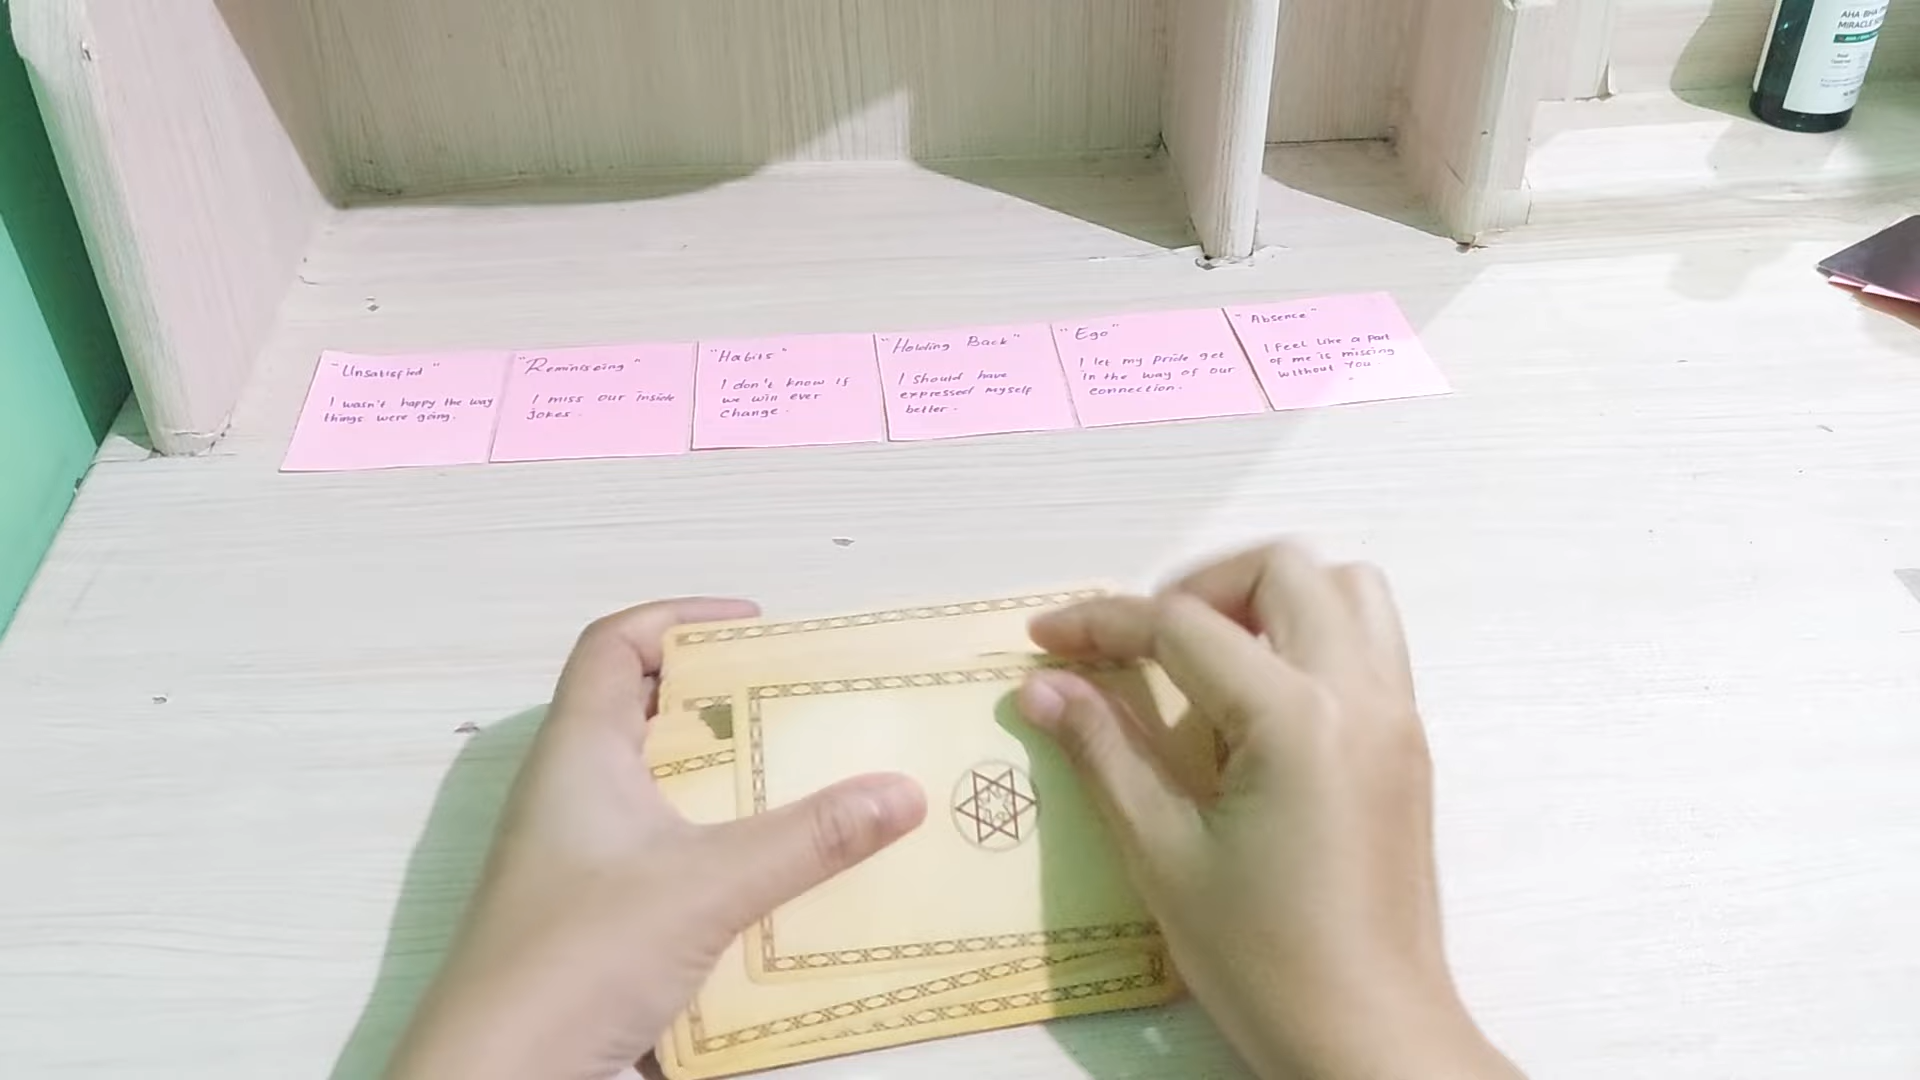 "Unsatisfied"
I wasn't happy the way
things were going.
"Reminiscing"
I miss our inside
Jokes.
"Habits"
I don't know if
we will ever
change.
"Holding Back"
I should have
expressed myself
better.
"Ego"
I let my pride get
in the way of our
connection.
"Absence"
I feel like a part
of me is missing
without you.
AHA BHA
MIRACLE